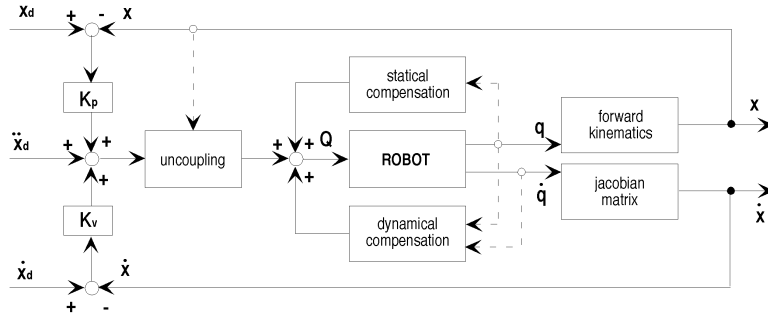 xd + - x
statical
compensation
Kp
+ + Q
q
forward
kinematics
x
ẍd + +
uncoupling
+
ROBOT
+
+
q̇
jacobian
matrix
ẋ
Kv
dynamical
compensation
ẋd
ẋ
+ -